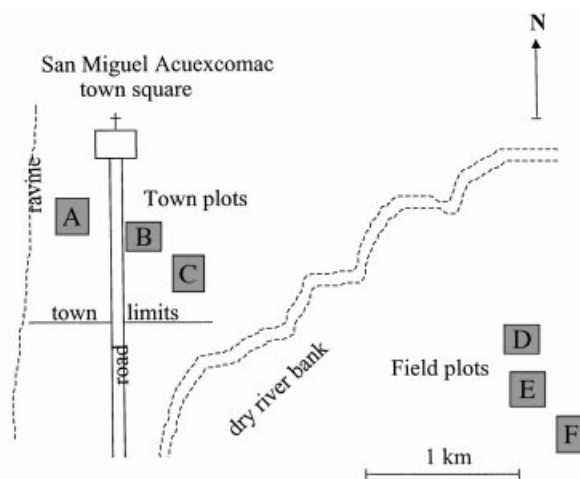 N
San Miguel Acuexcomac
town square
ravine
A
Town plots
B
C
town limits
road
dry river bank
D
Field plots
E
F
1 km